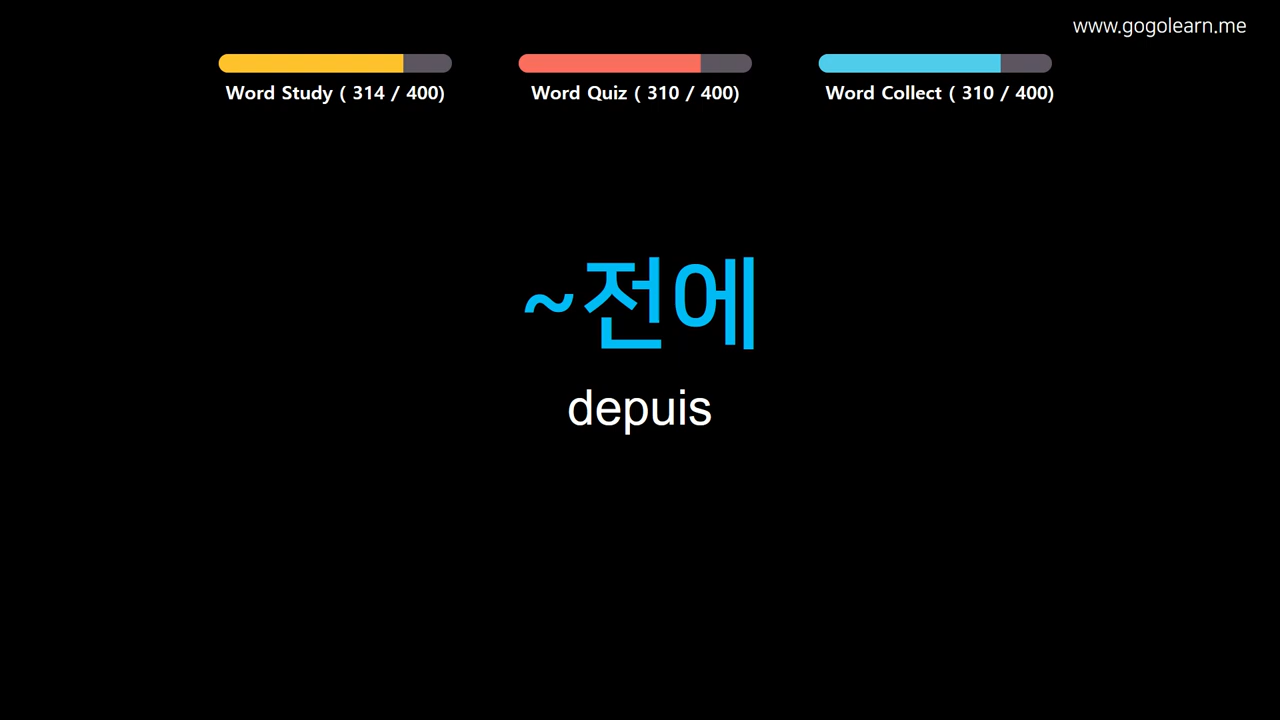 www.gogolearn.me
Word Study ( 314 / 400) Word Quiz ( 310 / 400) Word Collect ( 310 / 400)
~전에
depuis